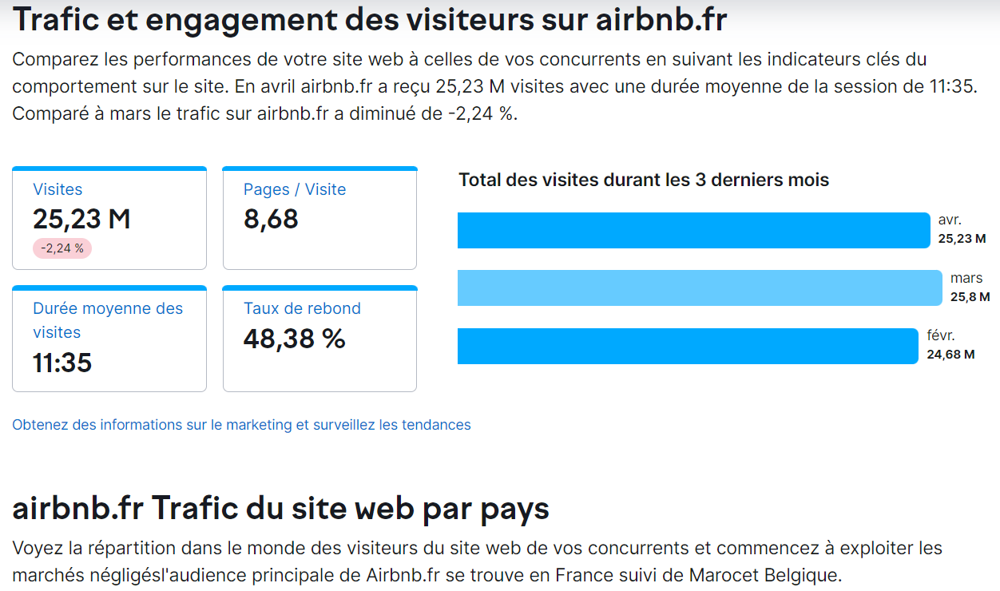 Trafic et engagement des visiteurs sur airbnb.fr
Comparez les performances de votre site web à celles de vos concurrents en suivant les indicateurs clés du
comportement sur le site. En avril airbnb.fr a reçu 25,23 M visites avec une durée moyenne de la session de 11:35.
Comparé à mars le trafic sur airbnb.fr a diminué de -2,24 %.
Visites
25,23 M
-2,24 %
Pages / Visite
8,68
Durée moyenne des
visites
11:35
Taux de rebond
48,38 %
Total des visites durant les 3 derniers mois
avr.
25,23 M
mars
25,8 M
févr.
24,68 M
Obtenez des informations sur le marketing et surveillez les tendances
airbnb.fr Trafic du site web par pays
Voyez la répartition dans le monde des visiteurs du site web de vos concurrents et commencez à exploiter les
marchés négligésl'audience principale de Airbnb.fr se trouve en France suivi de Marocet Belgique.